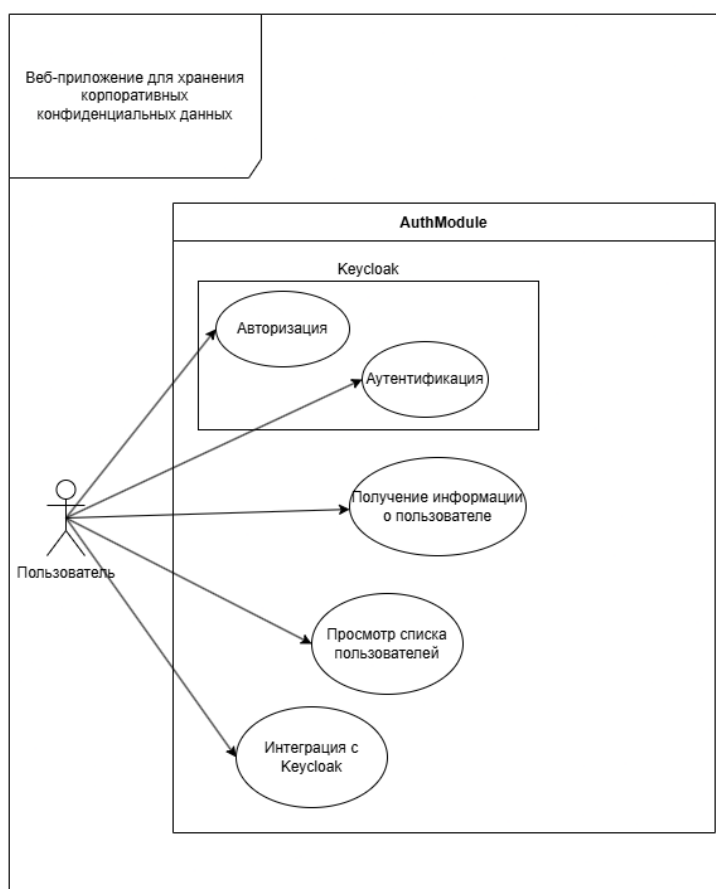 Веб-приложение для хранения
корпоративных
конфиденциальных данных
AuthModule
Keycloak
Авторизация
Аутентификация
Получение информации
о пользователе
Пользователь
Просмотр списка
пользователей
Интеграция с
Keycloak